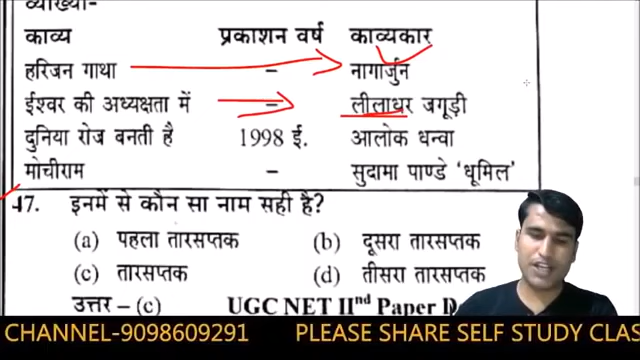 व्याख्या-
काव्य प्रकाशन वर्ष काव्यकार
हरिजन गाथा – नागार्जुन
ईश्वर की अध्यक्षता में – लीलाधर जगूड़ी
दुनिया रोज बनती है 1998 ई. आलोक धन्वा
मोचीराम – सुदामा पाण्डे ‘धूमिल’
47. इनमें से कौन सा नाम सही है?
(a) पहला तारसप्तक (b) दूसरा तारसप्तक
(c) तारसप्तक (d) तीसरा तारसप्तक
उत्तर – (c) UGC NET IInd Paper D
CHANNEL-9098609291 PLEASE SHARE SELF STUDY CLAS